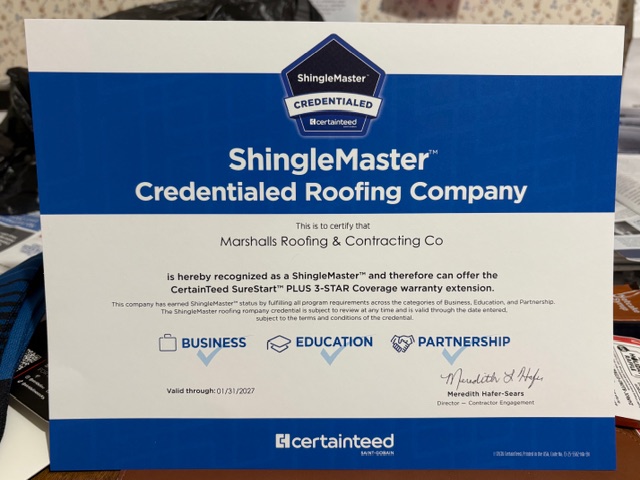 ShingleMaster™
CREDENTIALED
certainteed
ShingleMaster™
Credentialed Roofing Company
This is to certify that
Marshalls Roofing & Contracting Co
is hereby recognized as a ShingleMaster™ and therefore can offer the
CertainTeed SureStart™ PLUS 3-STAR Coverage warranty extension.
This company has earned ShingleMaster™ status by fulfilling all program requirements across the categories of Business, Education, and Partnership.
The ShingleMaster roofing company credential is subject to review at any time and is valid through the date entered,
subject to the terms and conditions of the credential.
BUSINESS EDUCATION PARTNERSHIP
Meredith L Hafer
Valid through: 01/31/2027
Meredith Hafer-Sears
Director — Contractor Engagement
certainteed
SAINT-GOBAIN